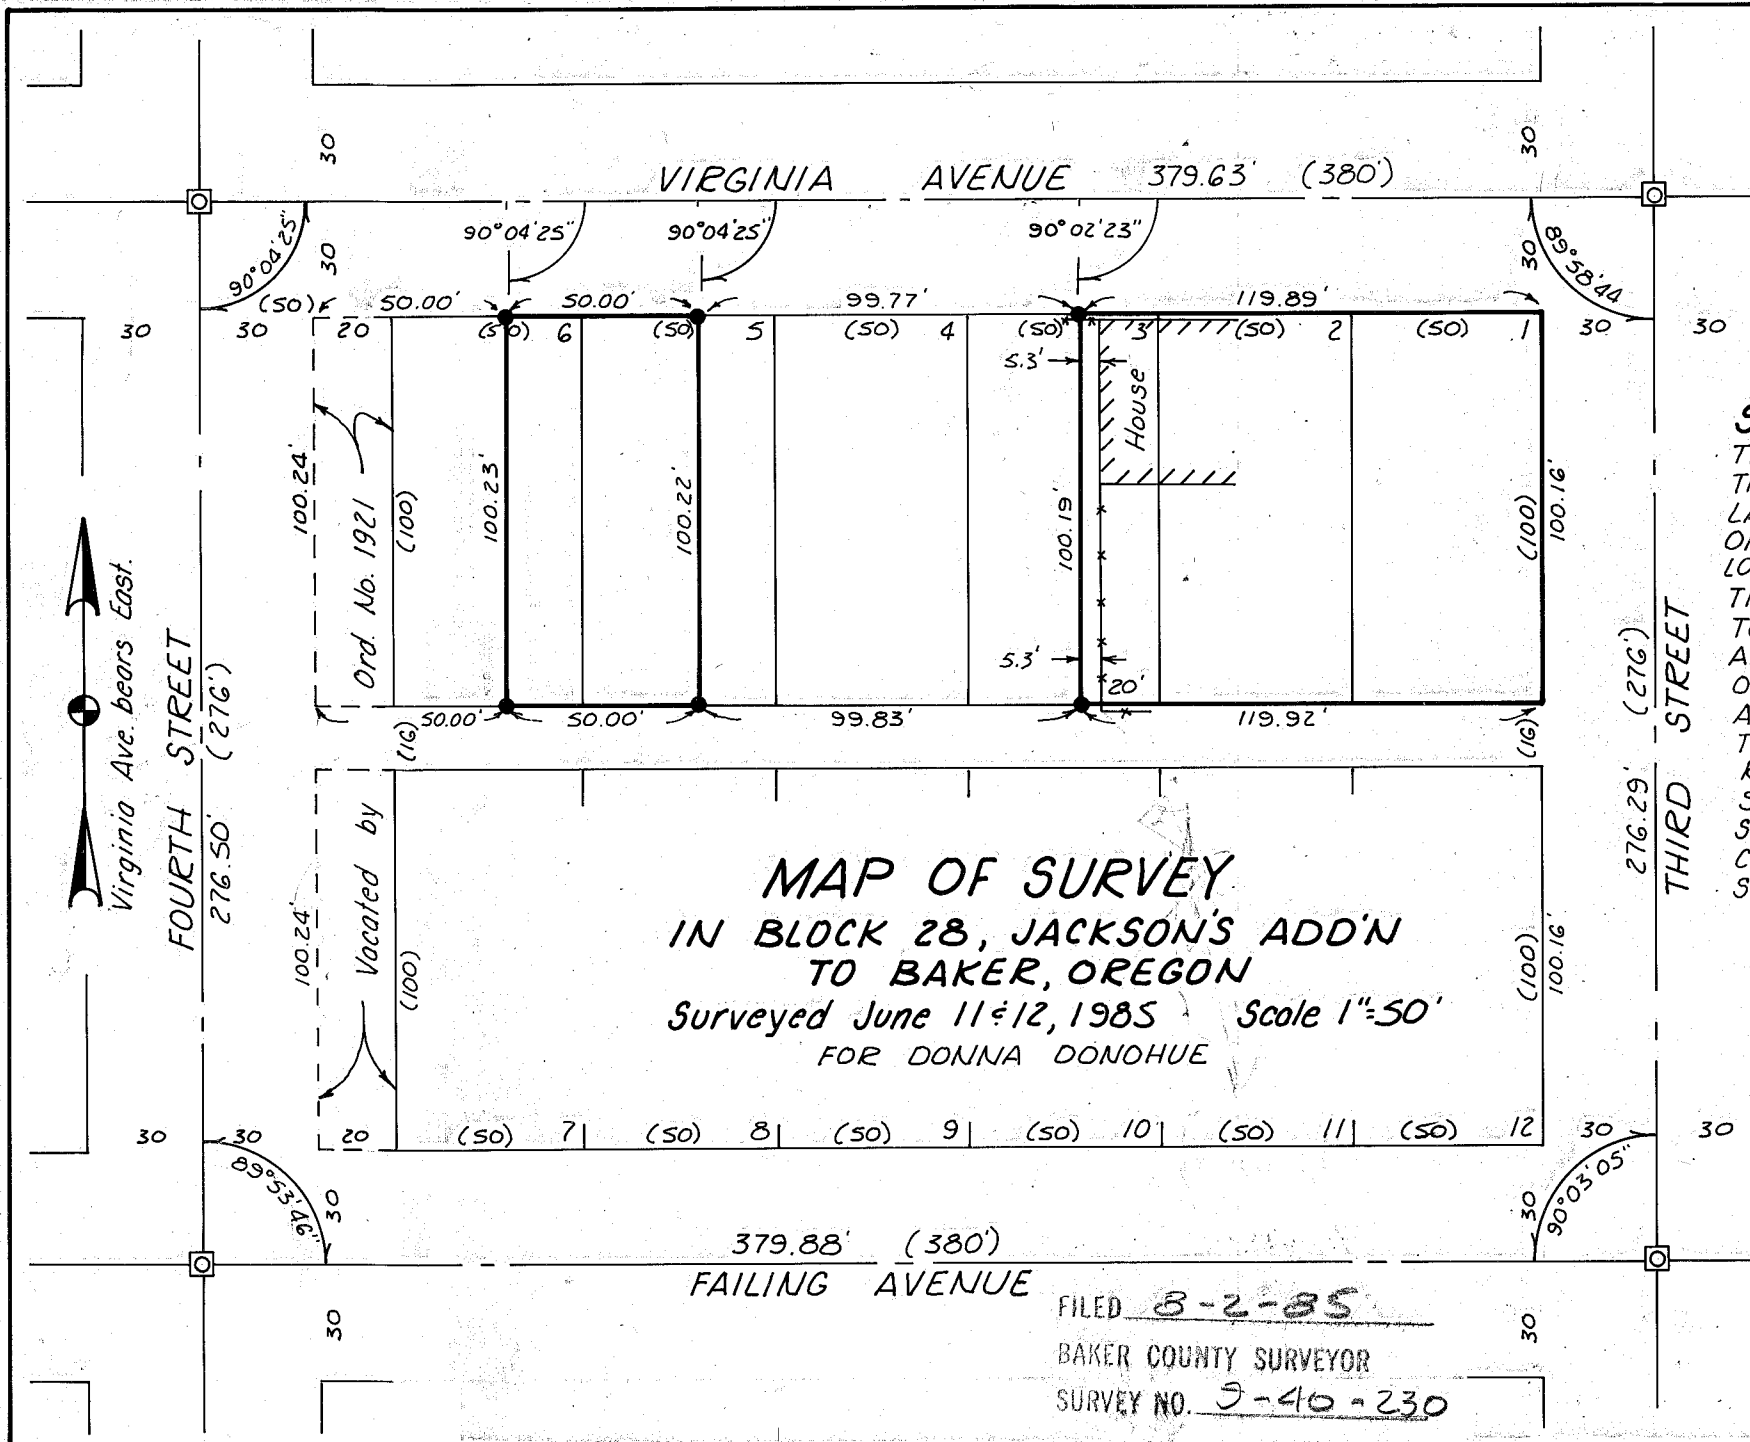 30
30
VIRGINIA AVENUE 379.63' (380')
90°04'25"
90°04'25"
90°04'25"
90°02'23"
89°58'44
30
30
(50)
50.00'
50.00'
99.77'
119.89'
30
30
20
(50)
6
(50)
5
(50)
4
(50)
3
(50)
2
(50)
1
30
30
5.3'
House
100.24'
Ord. No. 1921
(100)
100.23'
100.22'
100.19'
(100)
100.16'
Virginia Ave. bears East.
FOURTH STREET
276.50' (276')
5.3'
20'
50.00'
50.00'
99.83'
119.92'
(16)
(16)
THIRD STREET
276.29' (276')
S
T
T
LA
O
LO
T
T
A
O
A
T
S
S
C
S
100.24'
Vacated by
(100)
MAP OF SURVEY
IN BLOCK 28, JACKSON'S ADD'N
TO BAKER, OREGON
Surveyed June 11 & 12, 1985 Scale 1"=50'
FOR DONNA DONOHUE
(100)
100.16'
30
30
20
(50)
7
(50)
8
(50)
9
(50)
10
(50)
11
(50)
12
30
30
89°53'46"
30
30
90°03'05"
379.88' (380')
FAILING AVENUE
30
30
FILED 8-2-85
BAKER COUNTY SURVEYOR
SURVEY NO. 9-40-230